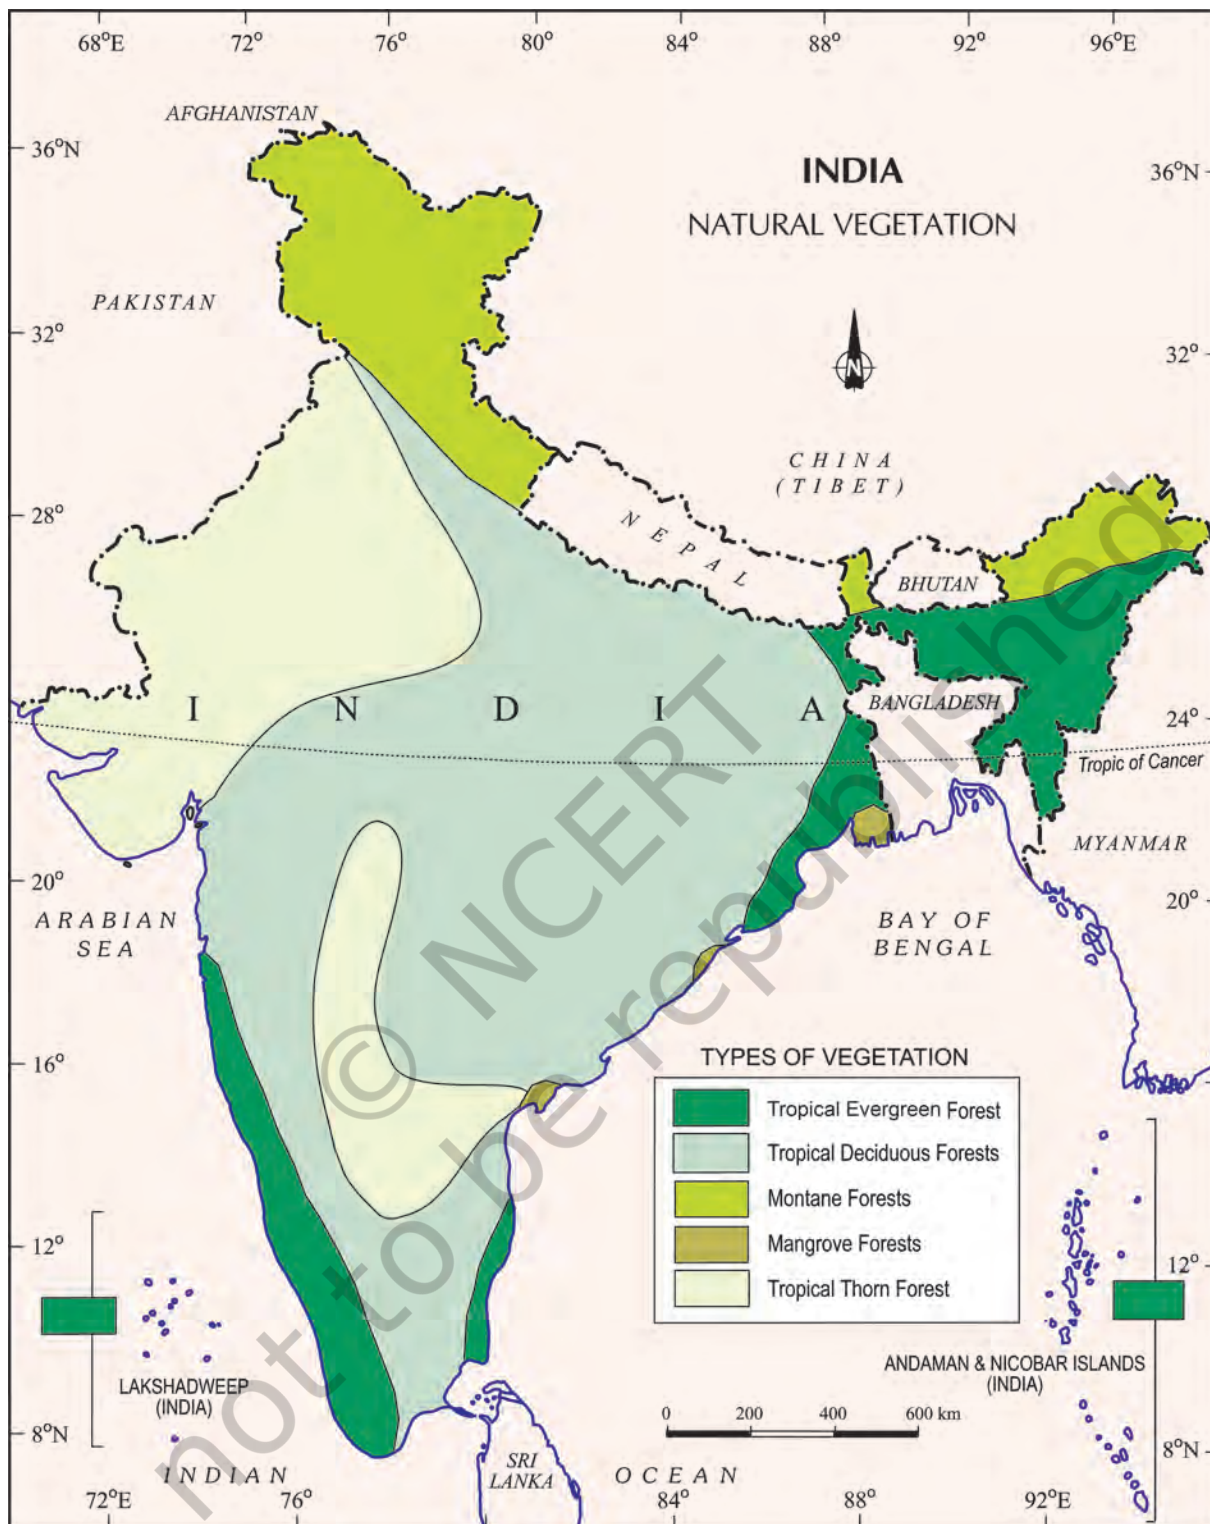 68°E 72° 76° 80° 84° 88° 92° 96°E
AFGHANISTAN
36°N
INDIA
36°N
NATURAL VEGETATION
PAKISTAN
32°
32°
N
CHINA
(TIBET)
28°
NEPAL
BHUTAN
INDIA
BANGLADESH
24°
Tropic of Cancer
MYANMAR
20°
20°
ARABIAN
SEA
BAY OF
BENGAL
16°
TYPES OF VEGETATION
Tropical Evergreen Forest
Tropical Deciduous Forests
Montane Forests
Mangrove Forests
Tropical Thorn Forest
12°
12°
LAKSHADWEEP
(INDIA)
ANDAMAN & NICOBAR ISLANDS
(INDIA)
0 200 400 600 km
8°N
8°N
SRI
LANKA
INDIAN OCEAN
72°E 76° 84° 88° 92°E
© NCERT
not to be republished